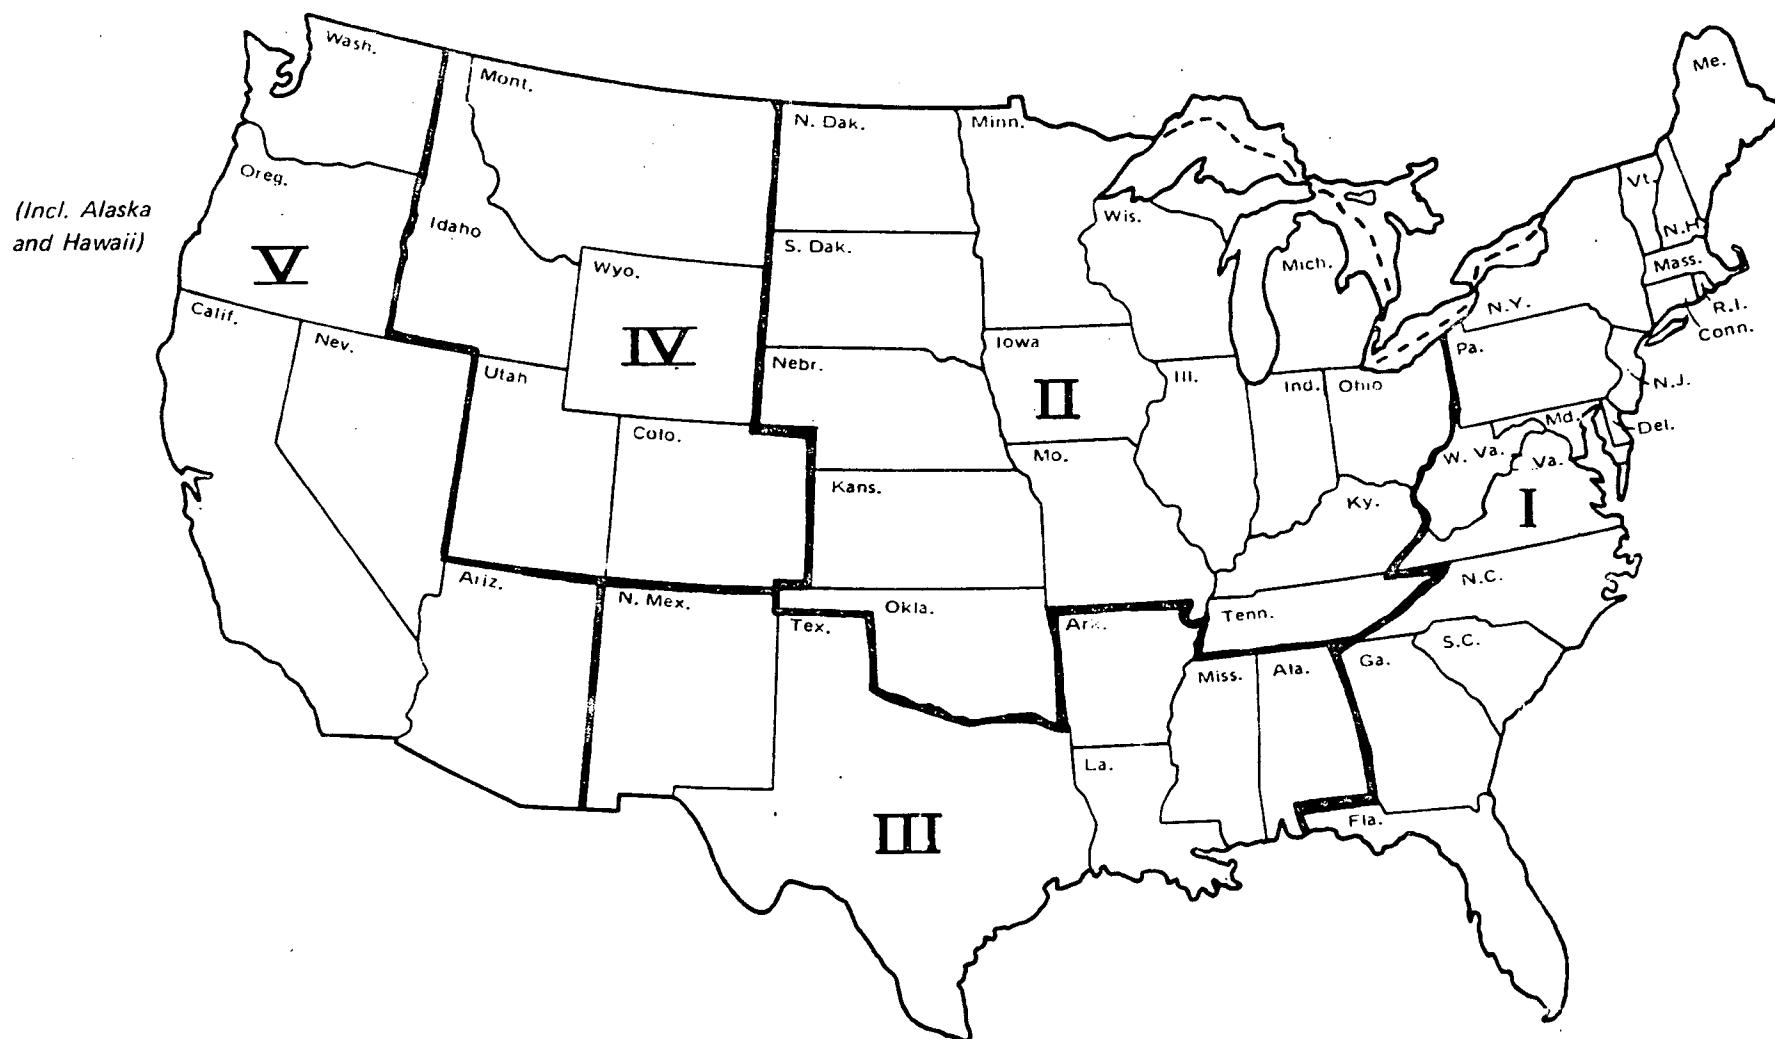 Wash.
Mont.
N. Dak.
Minn.
Me.
Oreg.
(Incl. Alaska
and Hawaii)
Idaho
V
Wyo.
S. Dak.
Wis.
Mich.
Vt.
N.H.
Mass.
R.I.
Conn.
N.Y.
Calif.
Nev.
Utah
IV
Nebr.
Iowa
II
Ill.
Ind.
Ohio
Pa.
N.J.
Md.
Del.
Colo.
Kans.
Mo.
Ky.
W. Va.
Va.
I
Ariz.
N. Mex.
Tex.
Okla.
Ark.
Tenn.
N.C.
S.C.
Miss.
Ala.
Ga.
La.
III
Fla.